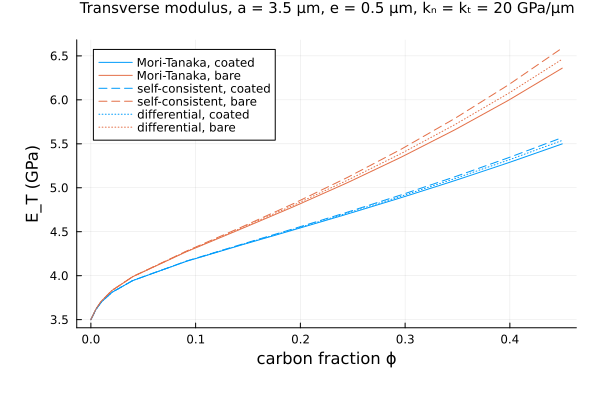 Transverse modulus, a = 3.5 μm, e = 0.5 μm, kₙ = kₜ = 20 GPa/μm
Mori-Tanaka, coated
Mori-Tanaka, bare
self-consistent, coated
self-consistent, bare
differential, coated
differential, bare
6.5
6.0
5.5
5.0
4.5
4.0
3.5
E_T (GPa)
0.0 0.1 0.2 0.3 0.4
carbon fraction ϕ